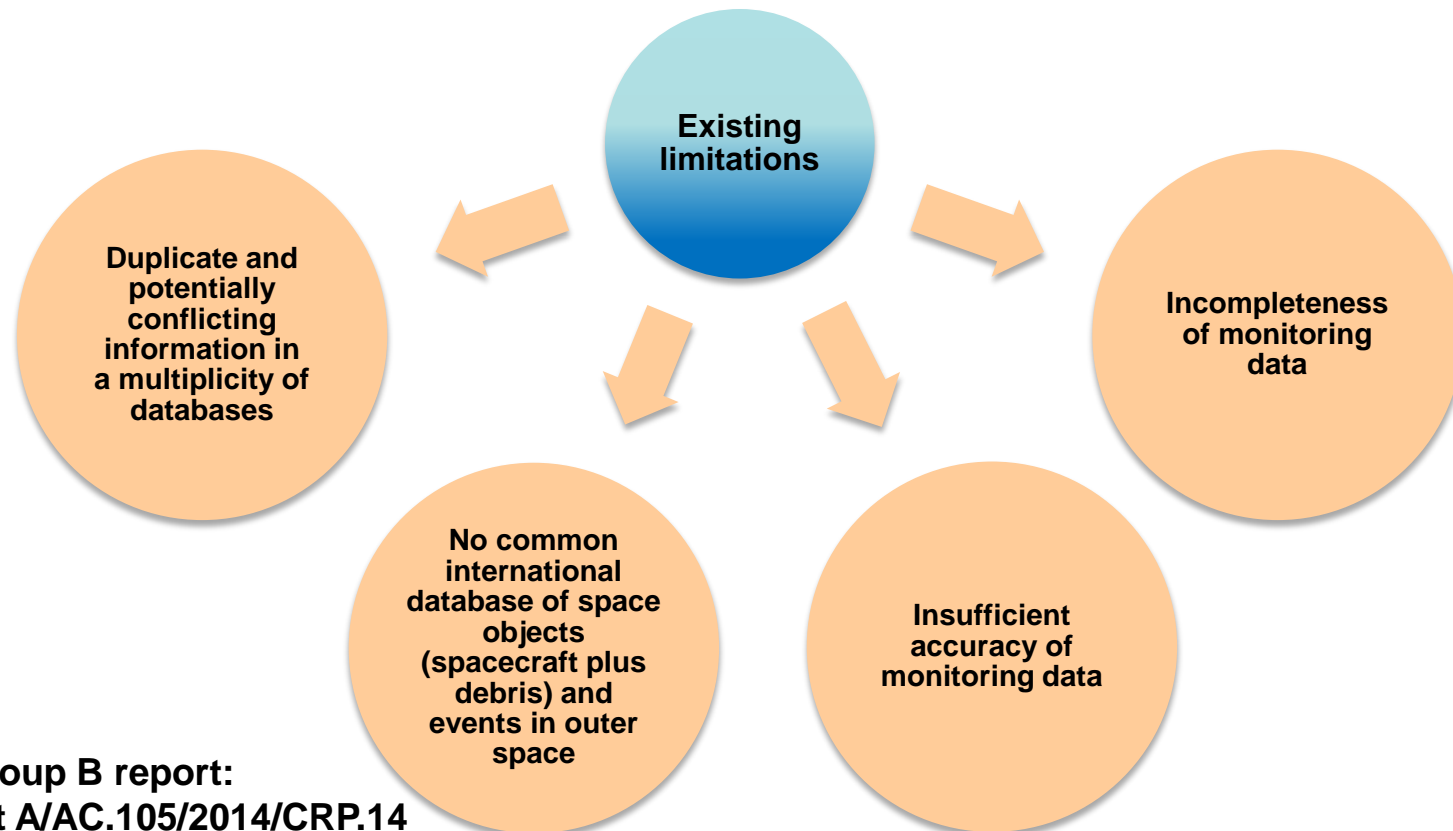 Existing
limitations
Duplicate and
potentially
conflicting
information in
a multiplicity of
databases
Incompleteness
of monitoring
data
No common
international
database of space
objects
(spacecraft plus
debris) and
events in outer
space
Insufficient
accuracy of
monitoring data
B report:
A/AC.105/2014/CRP.14